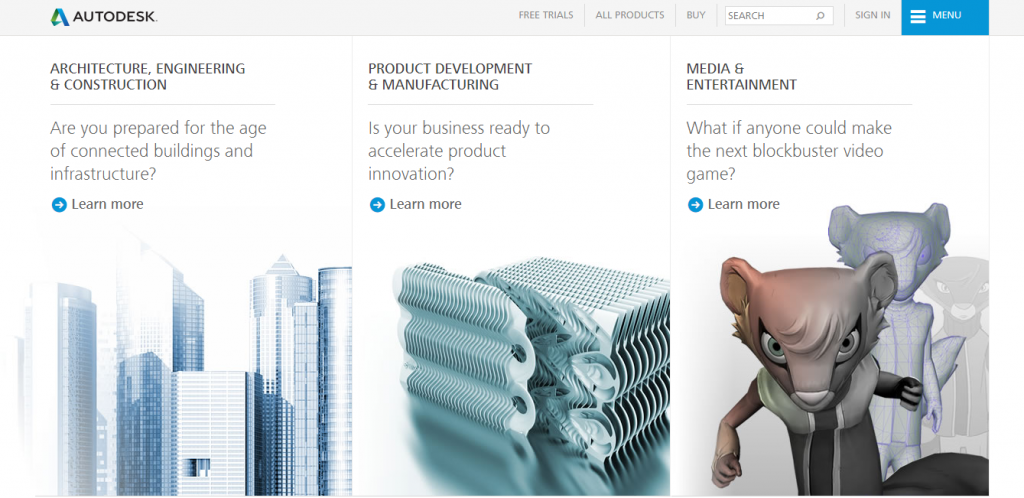 AUTODESK.
FREE TRIALS
ALL PRODUCTS
BUY
SEARCH
SIGN IN
MENU
ARCHITECTURE, ENGINEERING
& CONSTRUCTION
Are you prepared for the age
of connected buildings and
infrastructure?
Learn more
PRODUCT DEVELOPMENT
& MANUFACTURING
Is your business ready to
accelerate product
innovation?
Learn more
MEDIA &
ENTERTAINMENT
What if anyone could make
the next blockbuster video
game?
Learn more